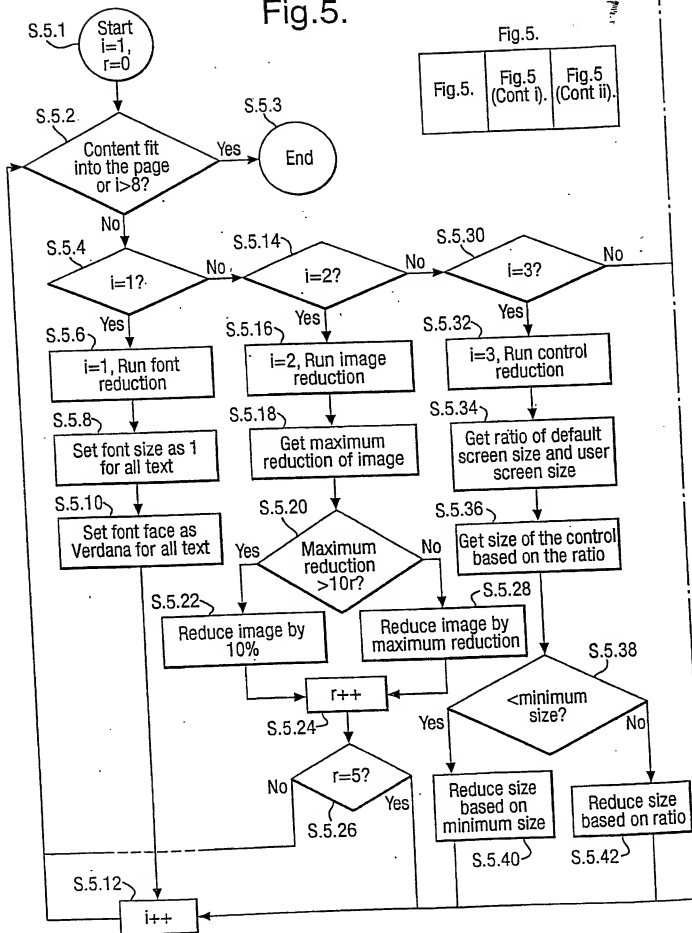 Fig.5.
S.5.1
Start
i=1,
r=0
Fig.5.
Fig.5.
Fig.5
(Cont i).
Fig.5
(Cont ii).
S.5.2
Content fit
into the page
or i>8?
Yes
S.5.3
End
No
S.5.4
i=1?
No
S.5.14
i=2?
No
S.5.30
i=3?
No
Yes
Yes
Yes
S.5.6
i=1, Run font
reduction
S.5.16
i=2, Run image
reduction
S.5.32
i=3, Run control
reduction
S.5.8
Set font size as 1
for all text
S.5.18
Get maximum
reduction of image
S.5.34
Get ratio of default
screen size and user
screen size
S.5.10
Set font face as
Verdana for all text
S.5.20
Maximum
reduction
>10r?
Yes
No
S.5.36
Get size of the control
based on the ratio
S.5.22
Reduce image by
10%
S.5.28
Reduce image by
maximum reduction
S.5.38
<minimum
size?
Yes
No
r++
S.5.24
r=5?
No
Yes
S.5.26
Reduce size
based on
minimum size
S.5.40
Reduce size
based on ratio
S.5.42
S.5.12
i++